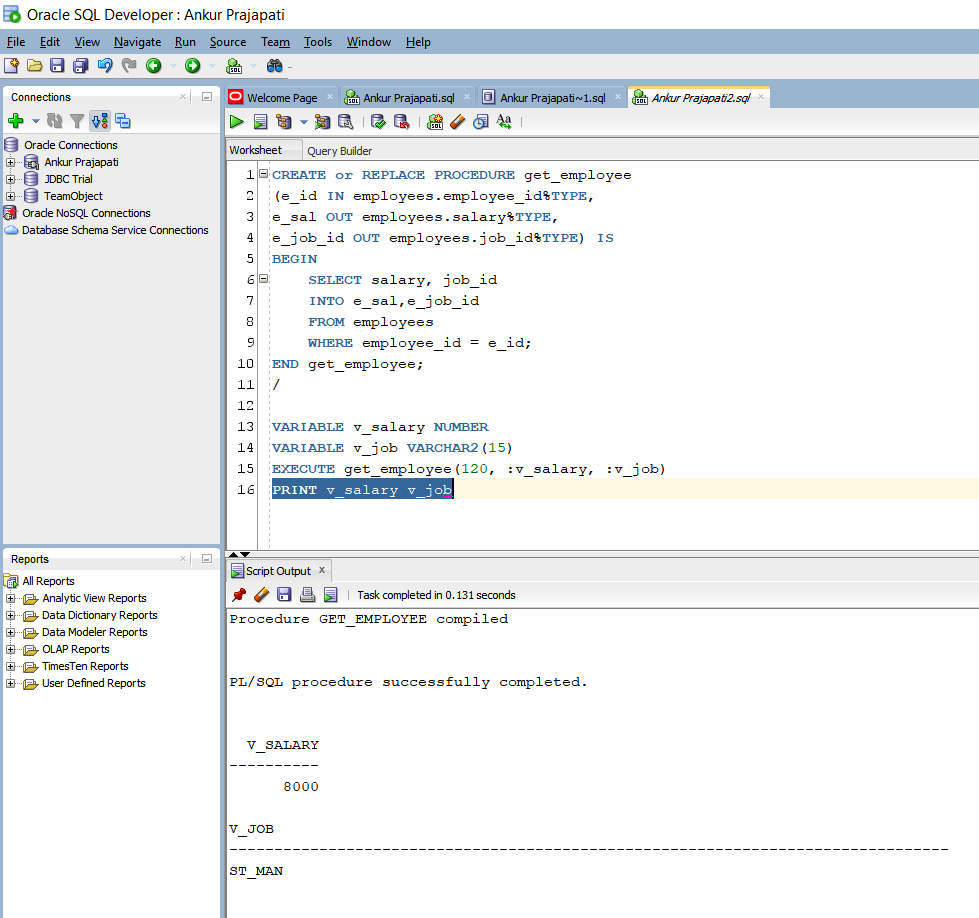 Oracle SQL Developer : Ankur Prajapati
File Edit View Navigate Run Source Team Tools Window Help
Connections
Oracle Connections
Ankur Prajapati
JDBC Trial
TeamObject
Oracle NoSQL Connections
Database Schema Service Connections
Reports
All Reports
Analytic View Reports
Data Dictionary Reports
Data Modeler Reports
OLAP Reports
TimesTen Reports
User Defined Reports
Welcome Page Ankur Prajapati.sql Ankur Prajapati~1.sql Ankur Prajapati2.sql
Worksheet Query Builder
1 CREATE or REPLACE PROCEDURE get_employee
2 (e_id IN employees.employee_id%TYPE,
3 e_sal OUT employees.salary%TYPE,
4 e_job_id OUT employees.job_id%TYPE) IS
5 BEGIN
6 SELECT salary, job_id
7 INTO e_sal,e_job_id
8 FROM employees
9 WHERE employee_id = e_id;
10 END get_employee;
11 /
12
13 VARIABLE v_salary NUMBER
14 VARIABLE v_job VARCHAR2(15)
15 EXECUTE get_employee(120, :v_salary, :v_job)
16 PRINT v_salary v_job
Script Output x
Task completed in 0.131 seconds
Procedure GET_EMPLOYEE compiled
PL/SQL procedure successfully completed.
V_SALARY
----------
8000
V_JOB
--------------------------------------------------------------------------------
ST_MAN